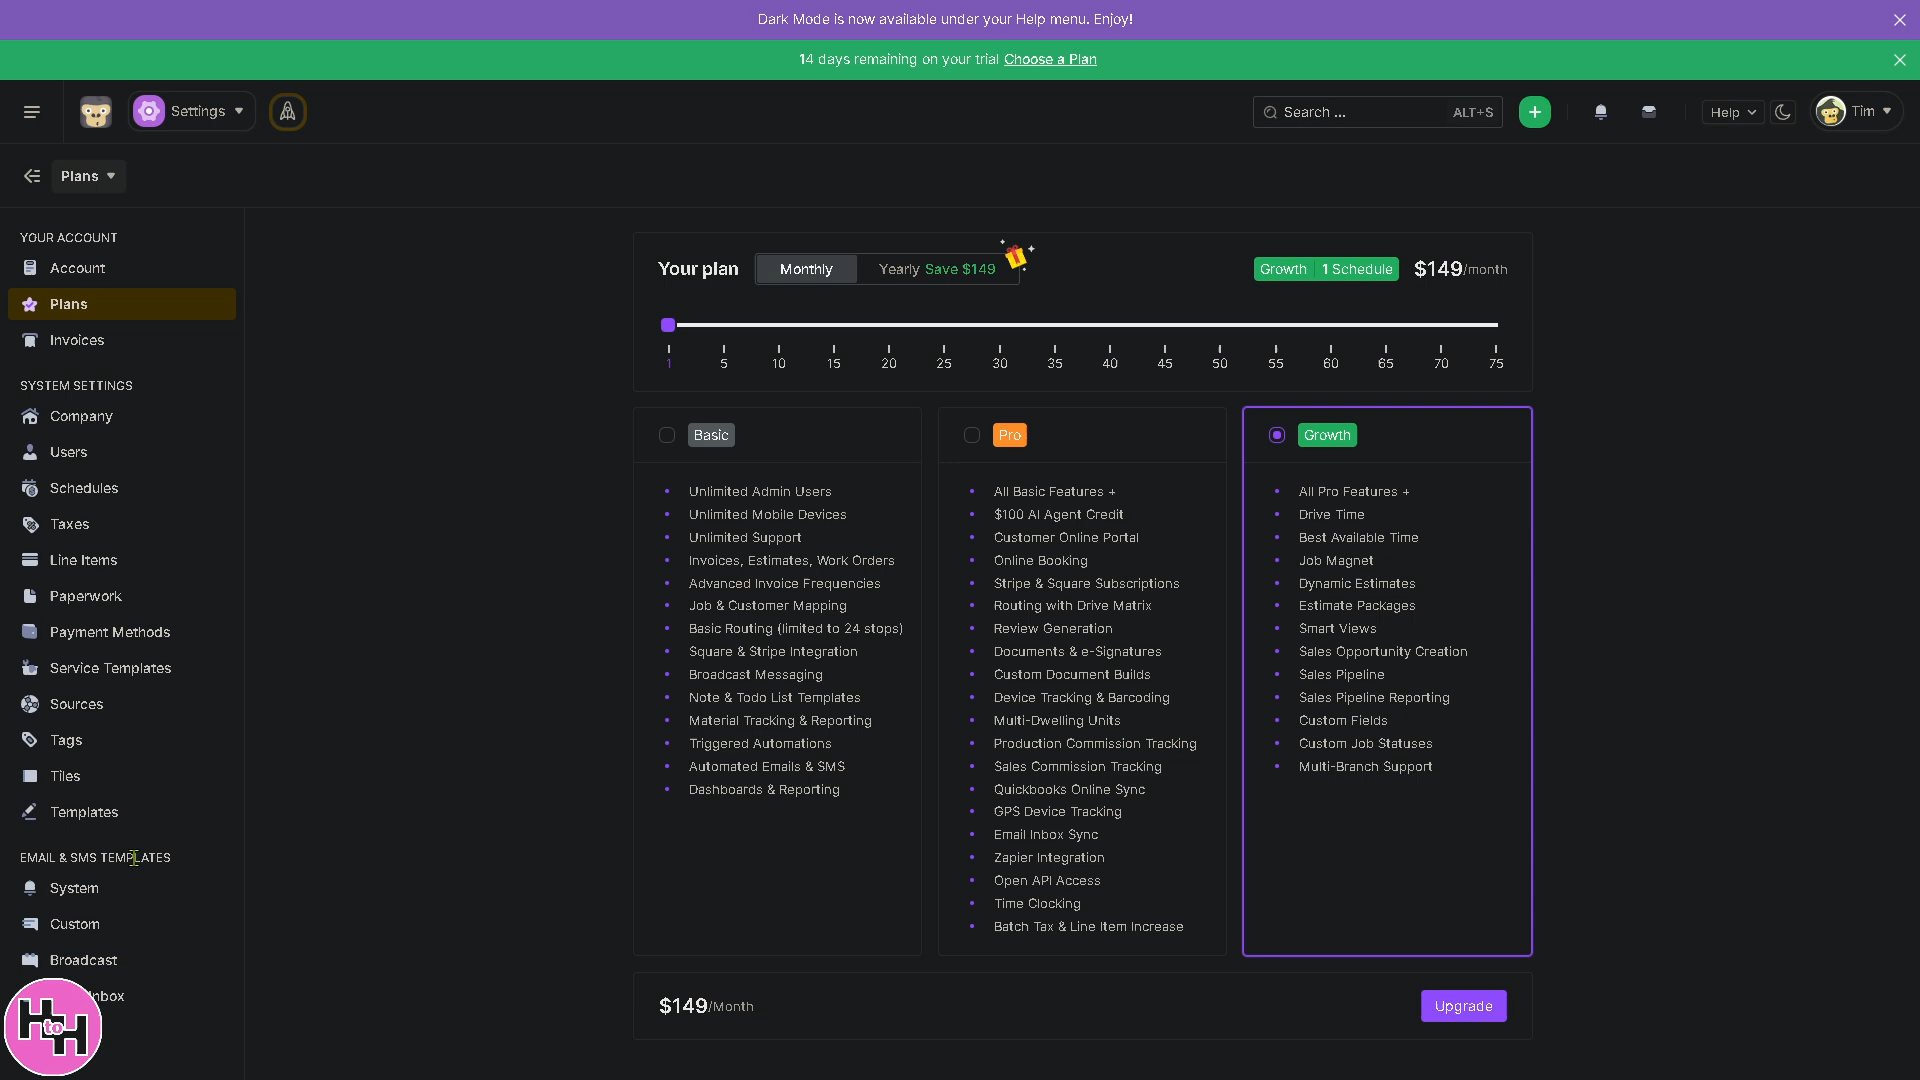 Dark Mode is now available under your Help menu. Enjoy!
14 days remaining on your trial Choose a Plan
Settings
Search ... ALT+S
Help
Tim
Plans
YOUR ACCOUNT
Account
Plans
Invoices
SYSTEM SETTINGS
Company
Users
Schedules
Taxes
Line Items
Paperwork
Payment Methods
Service Templates
Sources
Tags
Tiles
Templates
EMAIL & SMS TEMPLATES
System
Custom
Broadcast
Inbox
H to H
Your plan
Monthly
Yearly Save $149
Growth 1 Schedule
$149/month
1 5 10 15 20 25 30 35 40 45 50 55 60 65 70 75
Basic
Unlimited Admin Users
Unlimited Mobile Devices
Unlimited Support
Invoices, Estimates, Work Orders
Advanced Invoice Frequencies
Job & Customer Mapping
Basic Routing (limited to 24 stops)
Square & Stripe Integration
Broadcast Messaging
Note & Todo List Templates
Material Tracking & Reporting
Triggered Automations
Automated Emails & SMS
Dashboards & Reporting
Pro
All Basic Features +
$100 AI Agent Credit
Customer Online Portal
Online Booking
Stripe & Square Subscriptions
Routing with Drive Matrix
Review Generation
Documents & e-Signatures
Custom Document Builds
Device Tracking & Barcoding
Multi-Dwelling Units
Production Commission Tracking
Sales Commission Tracking
Quickbooks Online Sync
GPS Device Tracking
Email Inbox Sync
Zapier Integration
Open API Access
Time Clocking
Batch Tax & Line Item Increase
Growth
All Pro Features +
Drive Time
Best Available Time
Job Magnet
Dynamic Estimates
Estimate Packages
Smart Views
Sales Opportunity Creation
Sales Pipeline
Sales Pipeline Reporting
Custom Fields
Custom Job Statuses
Multi-Branch Support
$149/Month
Upgrade